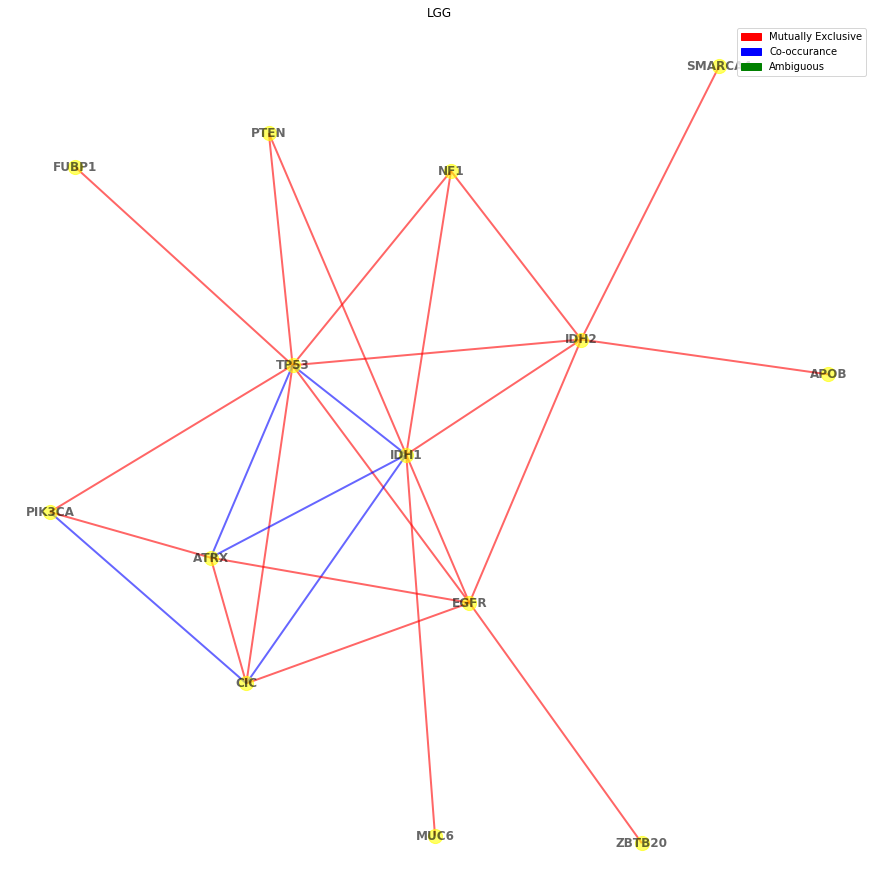 LGG
Mutually Exclusive
Co-occurance
Ambiguous
SMARCA
PTEN
FUBP1
NF1
IDH2
TP53
APOB
IDH1
PIK3CA
ATRX
EGFR
CIC
MUC6
ZBTB20